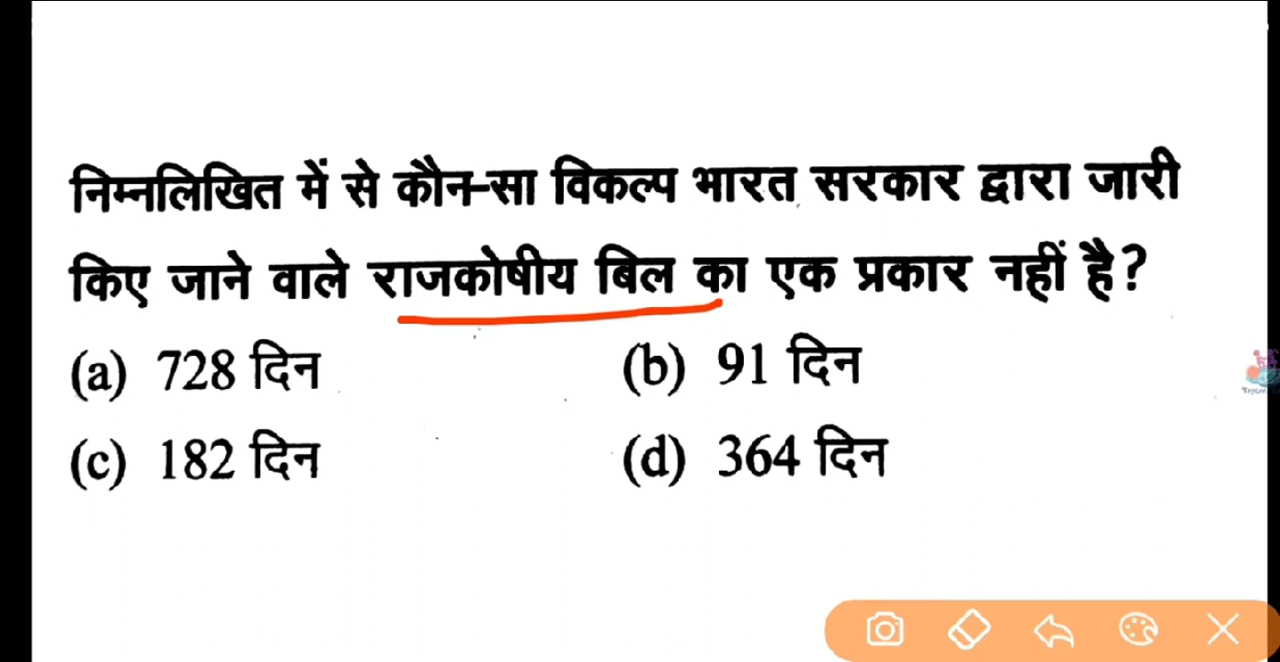 निम्नलिखित में से कौन-सा विकल्प भारत सरकार द्वारा जारी
किए जाने वाले राजकोषीय बिल का एक प्रकार नहीं है?
(a) 728 दिन (b) 91 दिन
(c) 182 दिन (d) 364 दिन